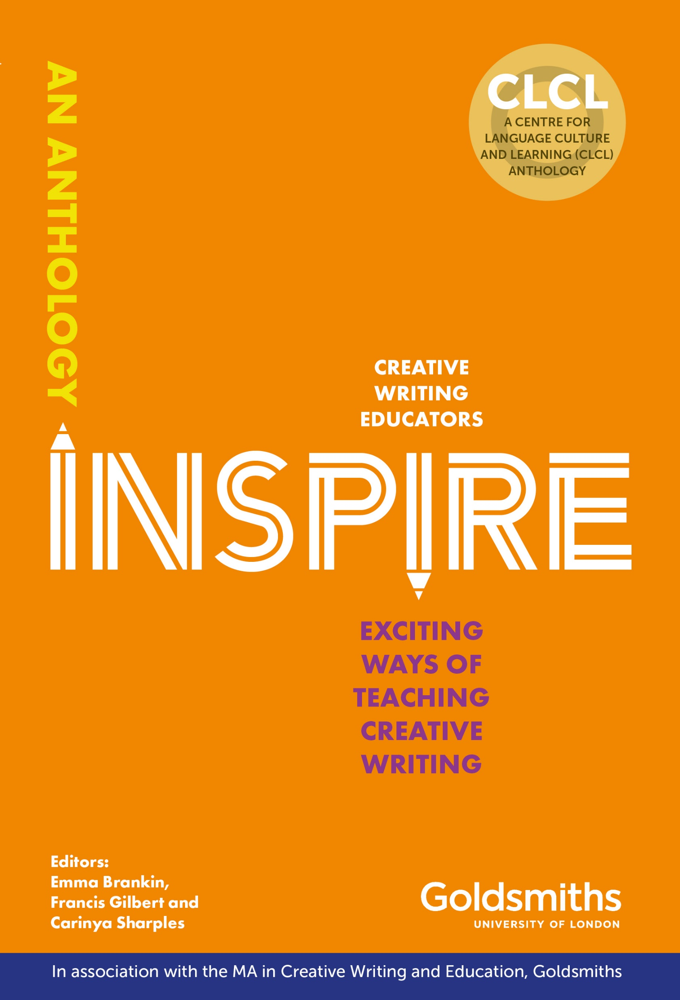 AN ANTHOLOGY
CLCL
A CENTRE FOR
LANGUAGE CULTURE
AND LEARNING (CLCL)
ANTHOLOGY
CREATIVE
WRITING
EDUCATORS
INSPIRE
EXCITING
WAYS OF
TEACHING
CREATIVE
WRITING
Editors:
Emma Brankin,
Francis Gilbert and
Carinya Sharples
Goldsmiths
UNIVERSITY OF LONDON
In association with the MA in Creative Writing and Education, Goldsmiths